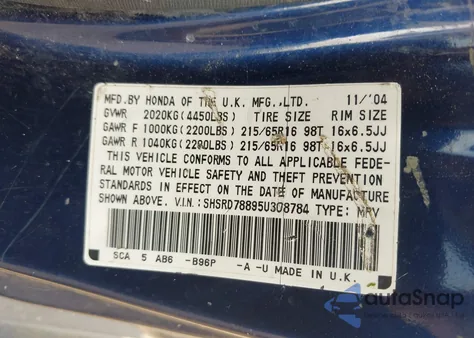 MFD.BY HONDA OF THE U.K. MFG.,LTD. 11/'04
GVWR 2020KG(4450LBS) TIRE SIZE RIM SIZE
GAWR F 1000KG(2200LBS) 215/65R16 98T 16x6.5JJ
GAWR R 1040KG(2200LBS) 215/65R16 98T 16x6.5JJ
THIS VEHICLE CONFORMS TO ALL APPLICABLE FEDE-
RAL MOTOR VEHICLE SAFETY AND THEFT PREVENTION
STANDARDS IN EFFECT ON THE DATE OF MANUFACTURE
SHOWN ABOVE. V.I.N.:SHSRD78895U308784 TYPE: MPV
SCA 5 AB6 -B96P -A -U MADE IN U.K.
autoSnap